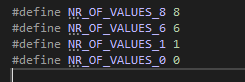 #define NR_OF_VALUES_8 8
#define NR_OF_VALUES_6 6
#define NR_OF_VALUES_1 1
#define NR_OF_VALUES_0 0